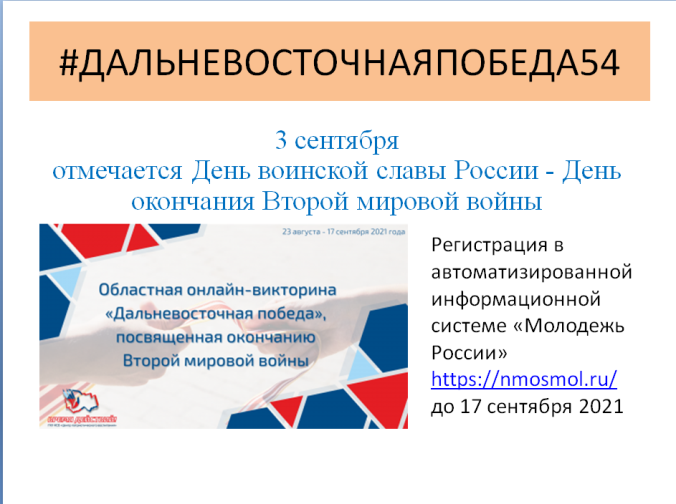 #ДАЛЬНЕВОСТОЧНАЯПОБЕДА54
3 сентября
отмечается День воинской славы России - День
окончания Второй мировой войны
23 августа - 17 сентября 2021 года
Областная онлайн-викторина
«Дальневосточная победа»,
посвященная окончанию
Второй мировой войны
ВРЕМЯ ДЕЙСТВИЙ!
Регистрация в
автоматизированной
информационной
системе «Молодежь
России»
https://nmosmol.ru/
до 17 сентября 2021